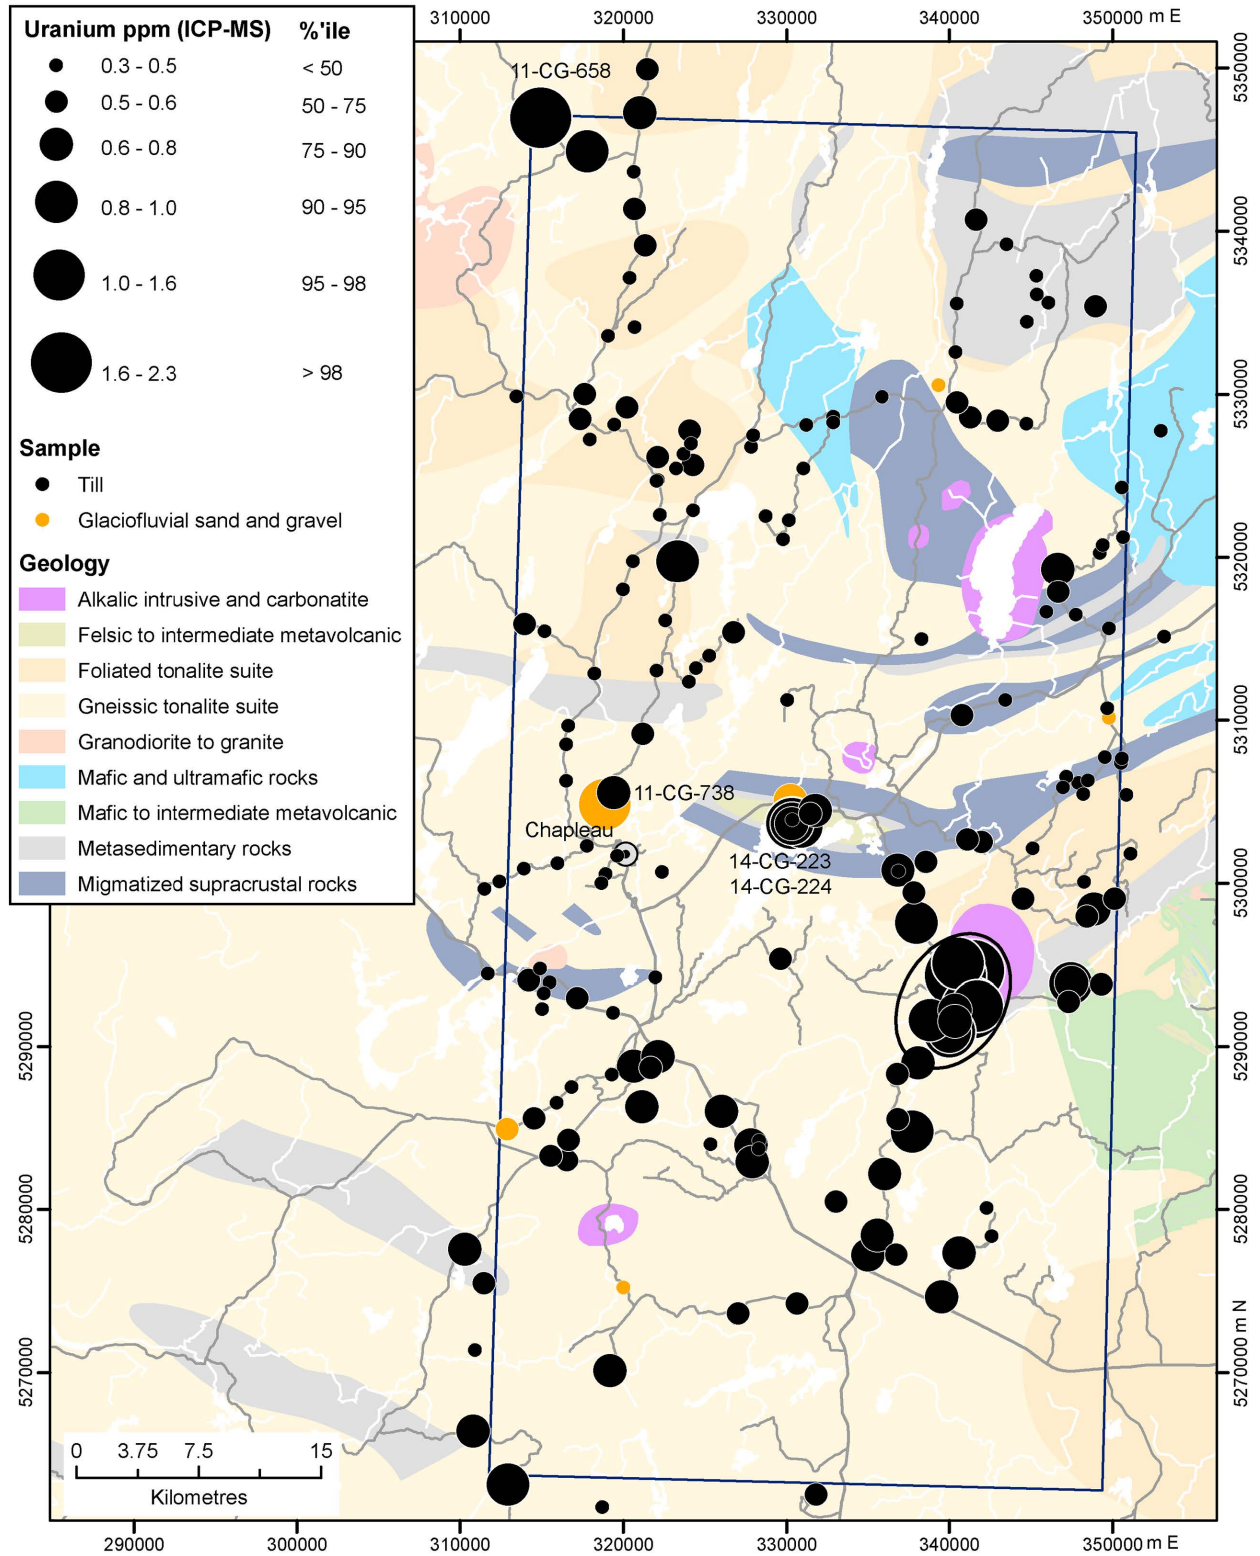 Uranium ppm (ICP-MS) %'ile
0.3 - 0.5 < 50
0.5 - 0.6 50 - 75
0.6 - 0.8 75 - 90
0.8 - 1.0 90 - 95
1.0 - 1.6 95 - 98
1.6 - 2.3 > 98
Sample
Till
Glaciofluvial sand and gravel
Geology
Alkalic intrusive and carbonatite
Felsic to intermediate metavolcanic
Foliated tonalite suite
Gneissic tonalite suite
Granodiorite to granite
Mafic and ultramafic rocks
Mafic to intermediate metavolcanic
Metasedimentary rocks
Migmatized supracrustal rocks
310000 320000 330000 340000 350000 m E
11-CG-658
11-CG-738
Chapleau
14-CG-223
14-CG-224
5350000
5340000
5330000
5320000
5310000
5300000
5290000
5280000
5270000 m N
5290000
5280000
5270000
0 3.75 7.5 15
Kilometres
290000 300000 310000 320000 330000 340000 350000 m E